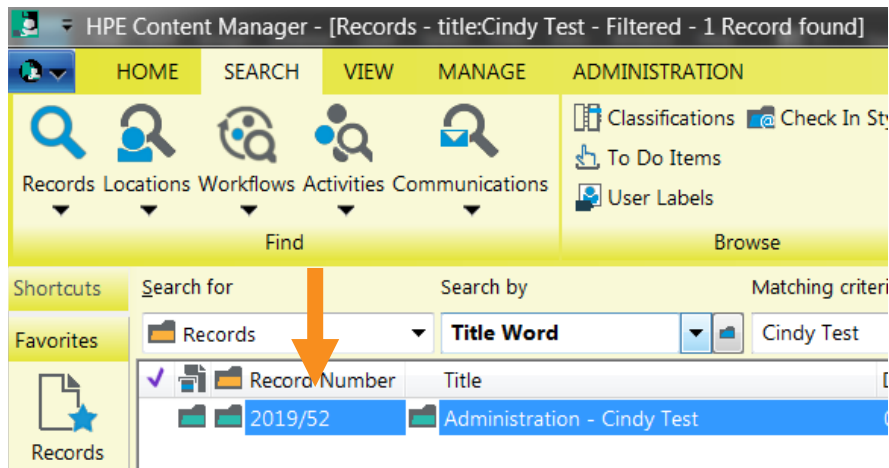 HPE Content Manager - [Records - title:Cindy Test - Filtered - 1 Record found]
HOME SEARCH VIEW MANAGE ADMINISTRATION
Classifications Check In Sty
To Do Items
Records Locations Workflows Activities Communications
User Labels
Find Browse
Shortcuts Search for Search by Matching criteri
Favorites Records Title Word Cindy Test
Record Number Title
2019/52 Administration - Cindy Test
Records